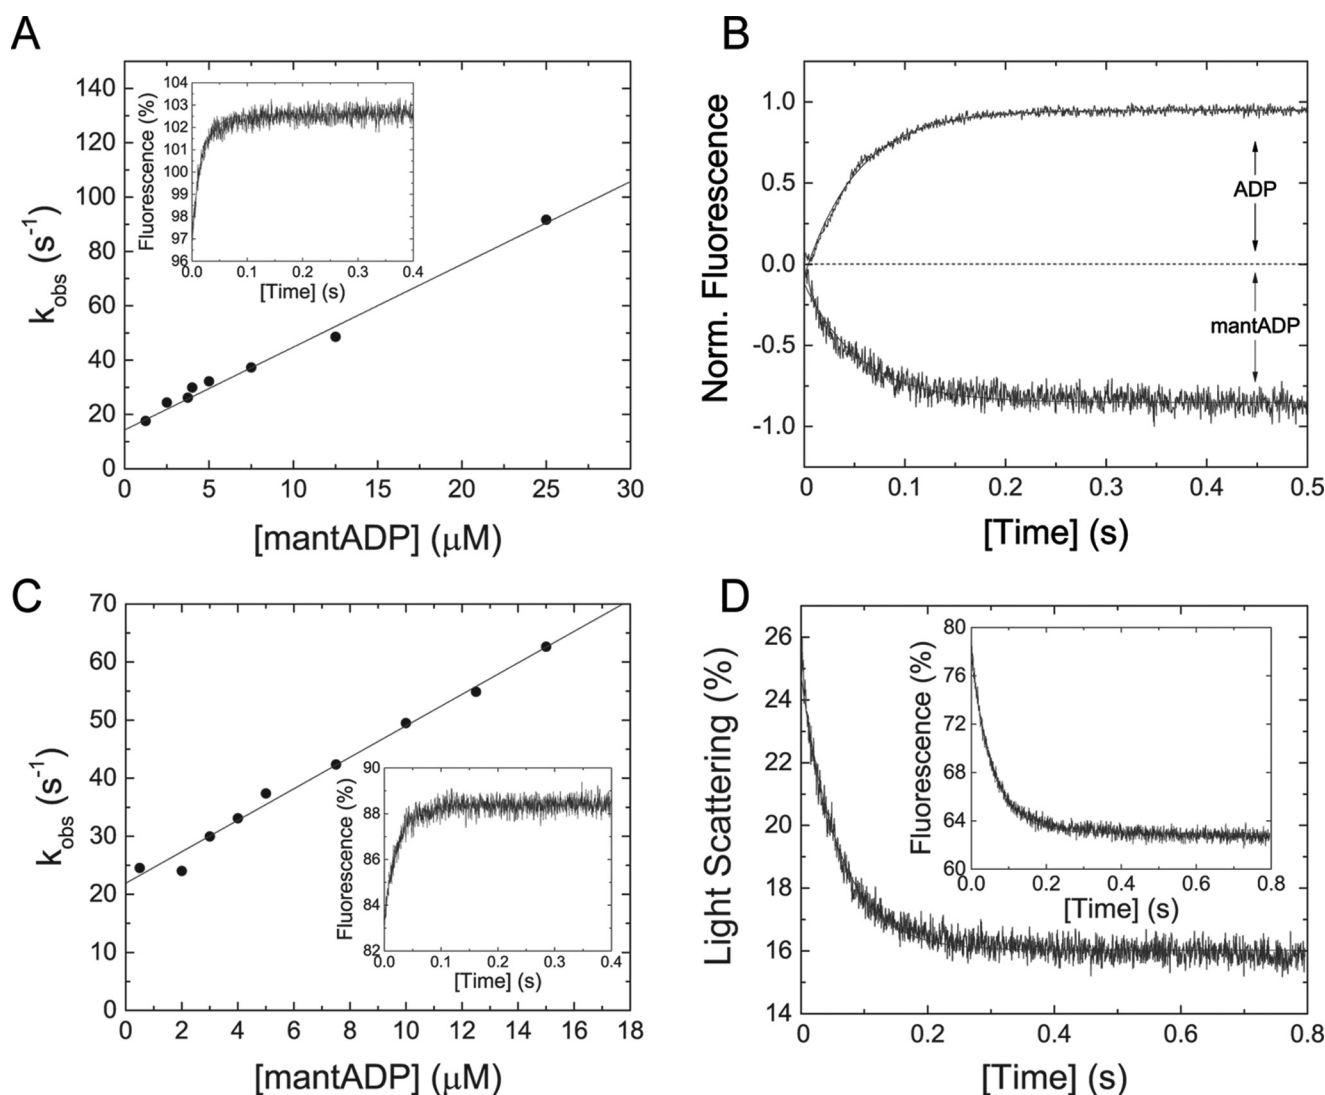 A
140
120
100
80
60
40
20
0
k_obs (s⁻¹)
0 5 10 15 20 25 30
[mantADP] (μM)
104
103
102
101
100
99
98
97
96
Fluorescence (%)
0.0 0.1 0.2 0.3 0.4
[Time] (s)
B
1.0
0.5
0.0
-0.5
-1.0
Norm. Fluorescence
ADP
mantADP
0 0.1 0.2 0.3 0.4 0.5
[Time] (s)
C
70
60
50
40
30
20
10
0
k_obs (s⁻¹)
0 2 4 6 8 10 12 14 16 18
[mantADP] (μM)
90
88
86
84
82
Fluorescence (%)
0.0 0.1 0.2 0.3 0.4
[Time] (s)
D
26
24
22
20
18
16
14
Light Scattering (%)
0 0.2 0.4 0.6 0.8
[Time] (s)
80
76
72
68
64
60
Fluorescence (%)
0.0 0.2 0.4 0.6 0.8
[Time] (s)